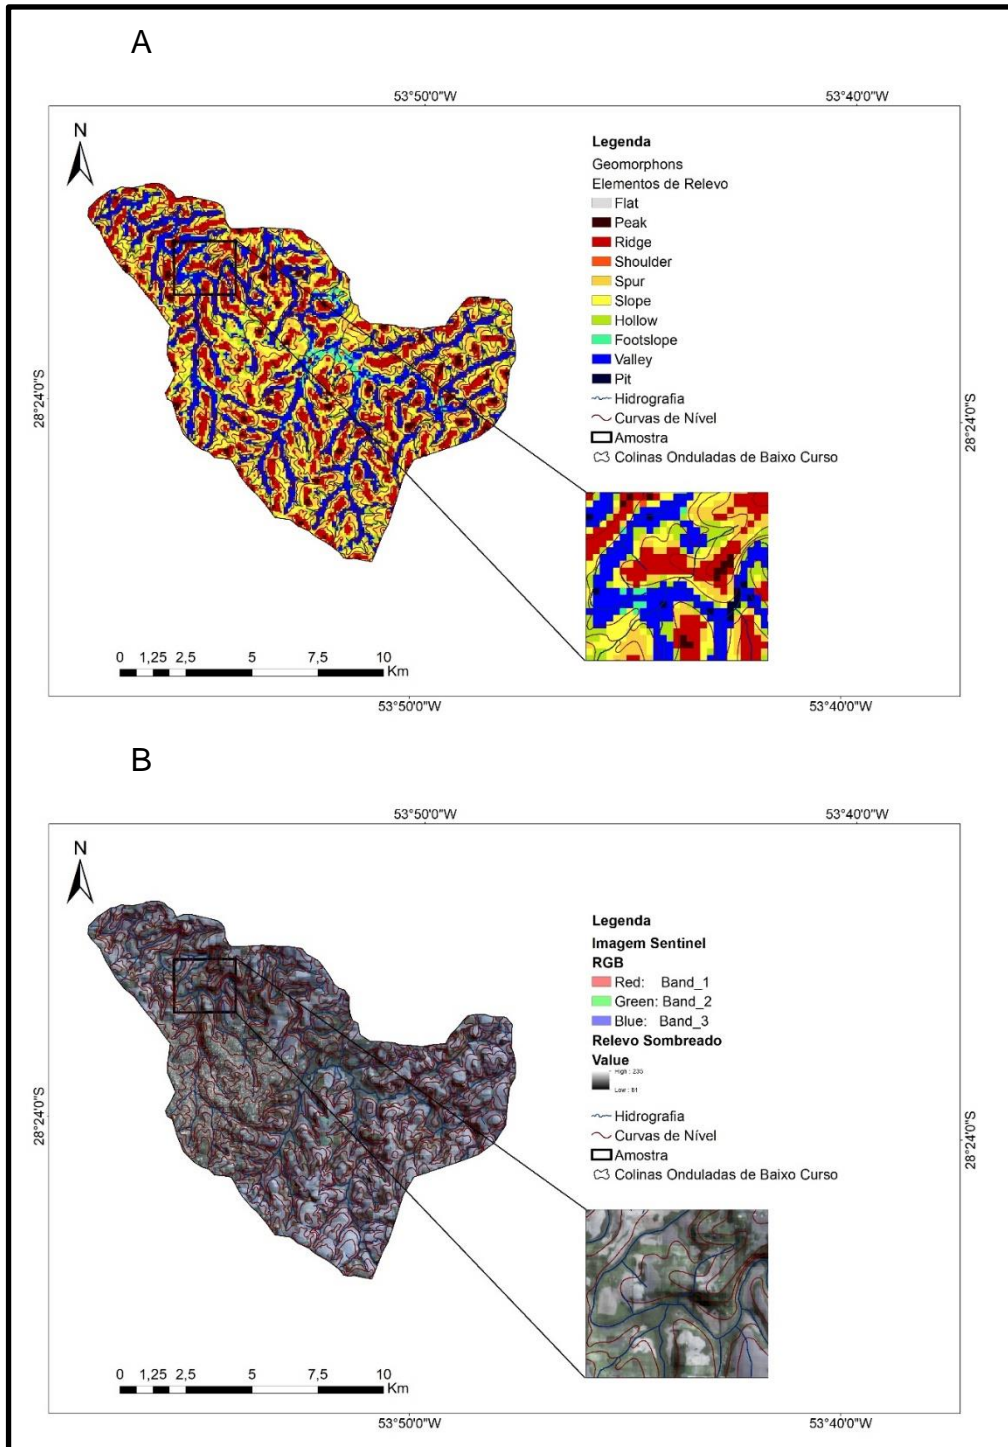 A
53°50'0"W
53°40'0"W
N
Legenda
Geomorphons
Elementos de Relevo
Flat
Peak
Ridge
Shoulder
Spur
Slope
Hollow
Footslope
Valley
Pit
Hidrografia
Curvas de Nível
Amostra
Colinas Onduladas de Baixo Curso
28°24'0"S
28°24'0"S
0 1,25 2,5 5 7,5 10
Km
53°50'0"W
53°40'0"W
B
53°50'0"W
53°40'0"W
N
Legenda
Imagem Sentinel
RGB
Red: Band_1
Green: Band_2
Blue: Band_3
Relevo Sombreado
Value
High :
Low :
Hidrografia
Curvas de Nível
Amostra
Colinas Onduladas de Baixo Curso
28°24'0"S
28°24'0"S
0 1,25 2,5 5 7,5 10
Km
53°50'0"W
53°40'0"W